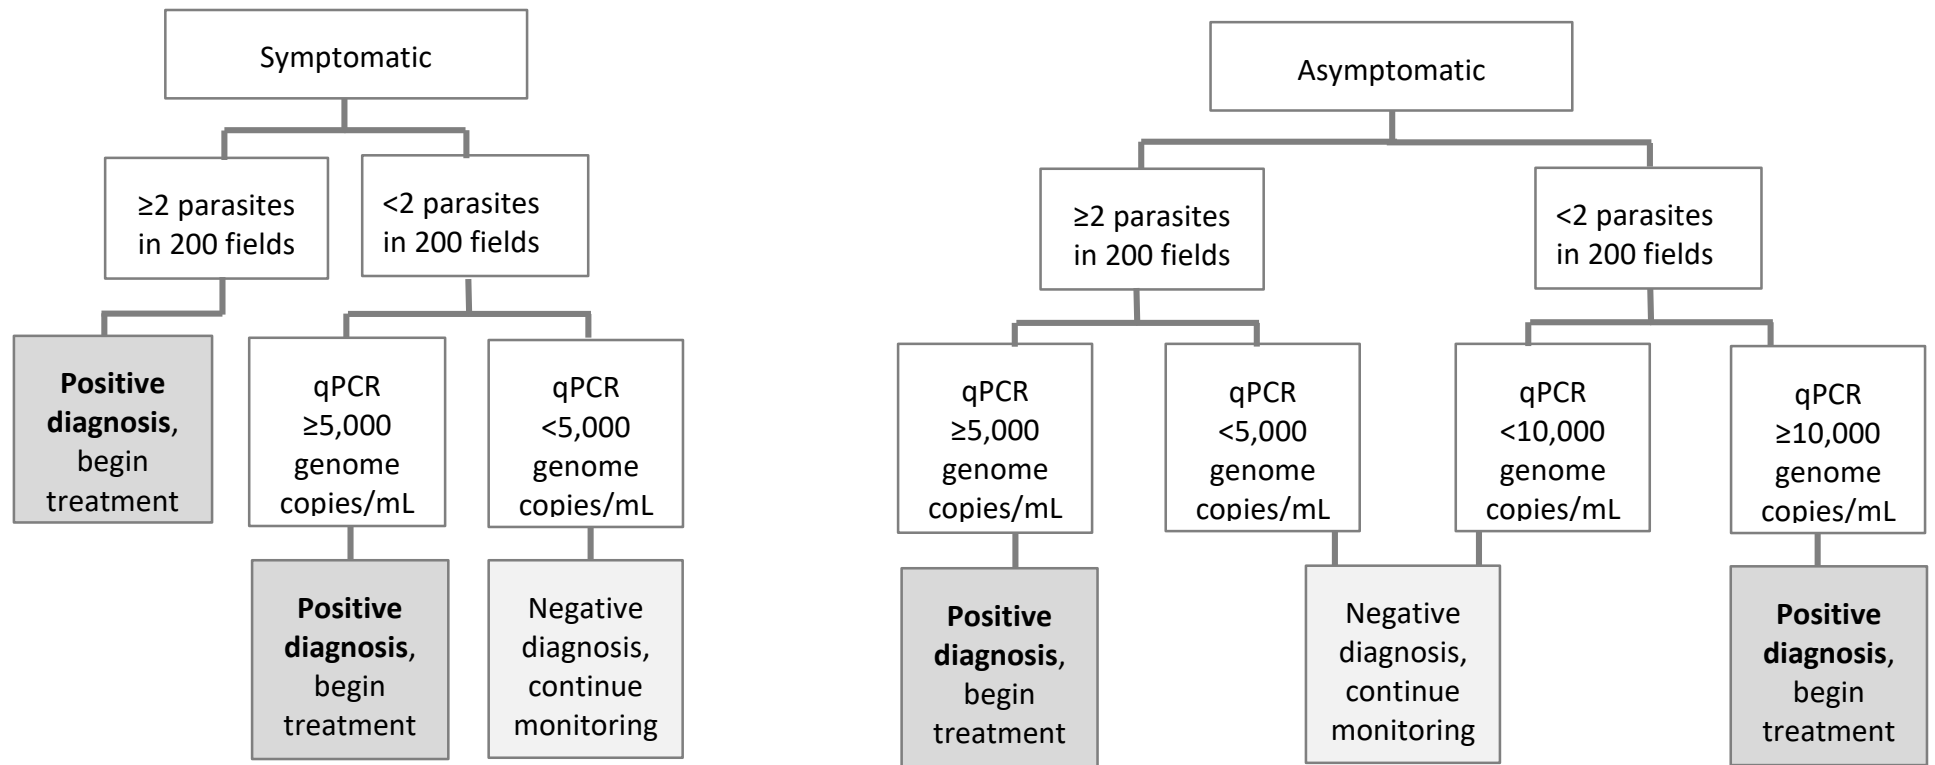 Symptomatic
≥2 parasites
in 200 fields
<2 parasites
in 200 fields
Positive
diagnosis,
begin
treatment
qPCR
≥5,000
genome
copies/mL
qPCR
<5,000
genome
copies/mL
Positive
diagnosis,
begin
treatment
Negative
diagnosis,
continue
monitoring
Asymptomatic
≥2 parasites
in 200 fields
<2 parasites
in 200 fields
qPCR
≥5,000
genome
copies/mL
qPCR
<5,000
genome
copies/mL
qPCR
<10,000
genome
copies/mL
qPCR
≥10,000
genome
copies/mL
Positive
diagnosis,
begin
treatment
Negative
diagnosis,
continue
monitoring
Positive
diagnosis,
begin
treatment